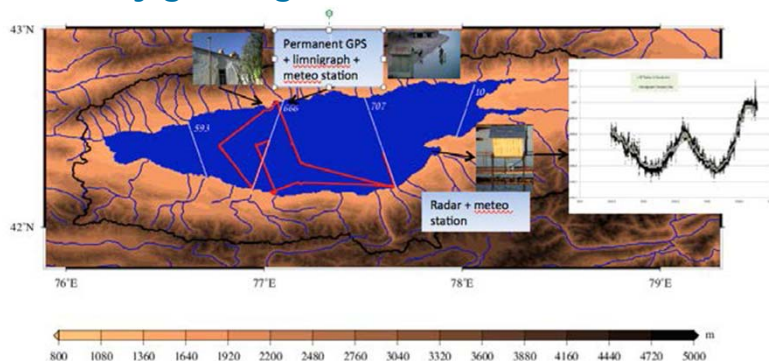 43°N
Permanent GPS
+ limnigraph +
meteo station
593
666
707
10
Radar + meteo
station
42°N
76°E
77°E
78°E
79°E
m
800 1080 1360 1640 1920 2200 2480 2760 3040 3320 3600 3880 4160 4440 4720 5000